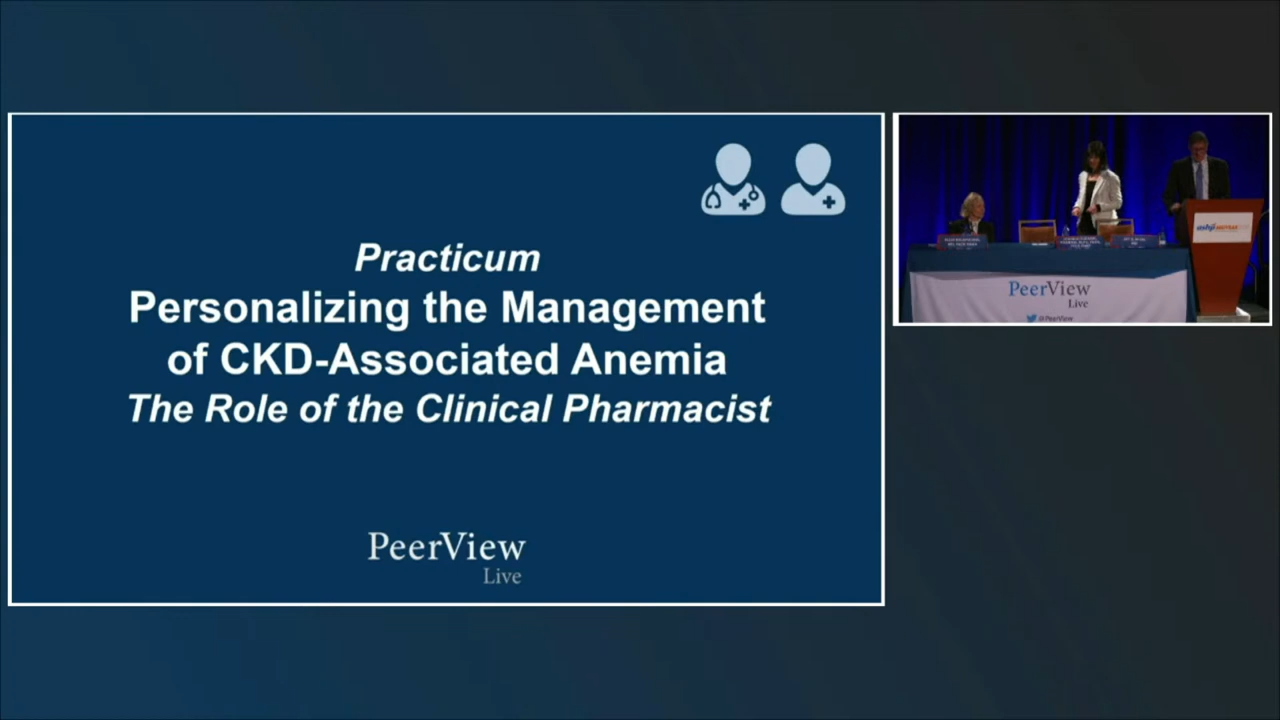 Practicum
Personalizing the Management
of CKD-Associated Anemia
The Role of the Clinical Pharmacist
PeerView
Live
ashp
PeerView
Live
@PeerView